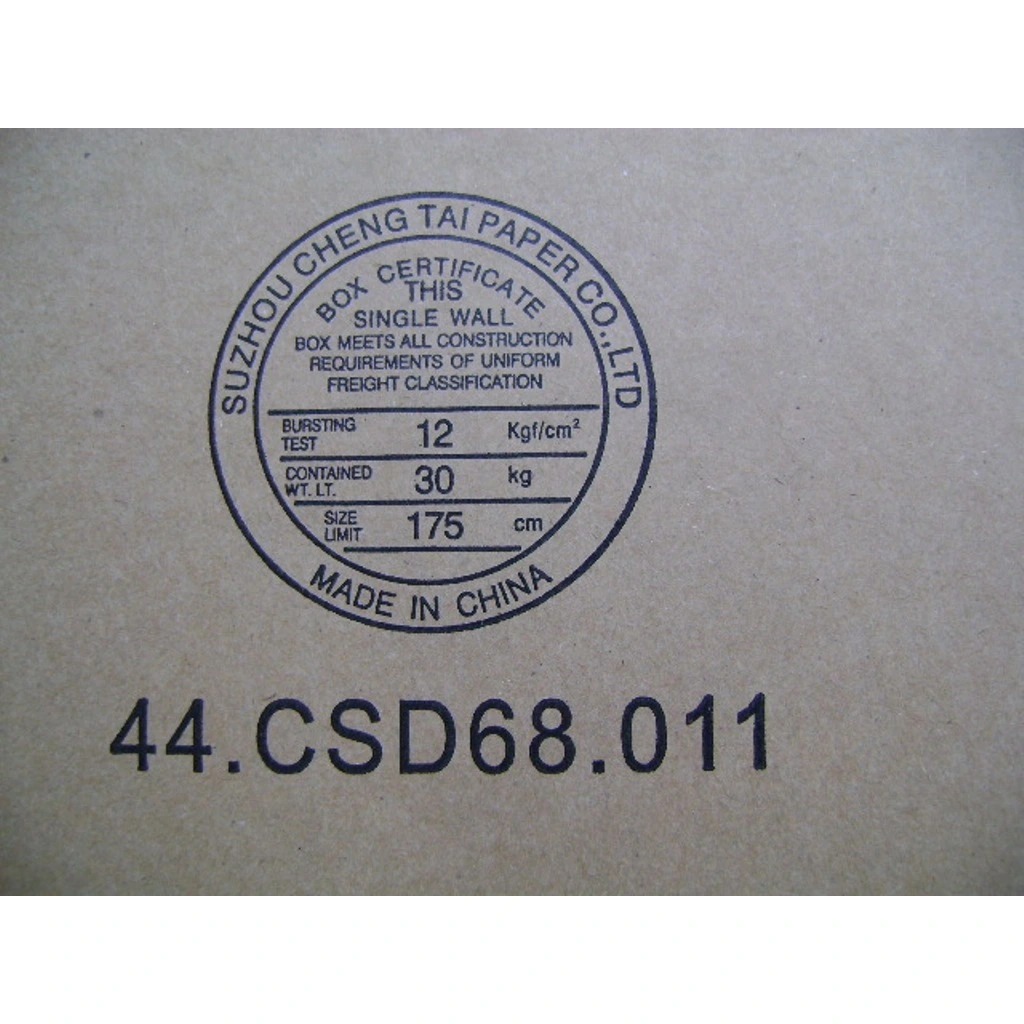 SUZHOU CHENG TAI PAPER CO.,LTD
BOX CERTIFICATE
THIS
SINGLE WALL
BOX MEETS ALL CONSTRUCTION
REQUIREMENTS OF UNIFORM
FREIGHT CLASSIFICATION
BURSTING TEST 12 Kgf/cm²
CONTAINED WT. LT. 30 kg
SIZE LIMIT 175 cm
MADE IN CHINA
44.CSD68.011